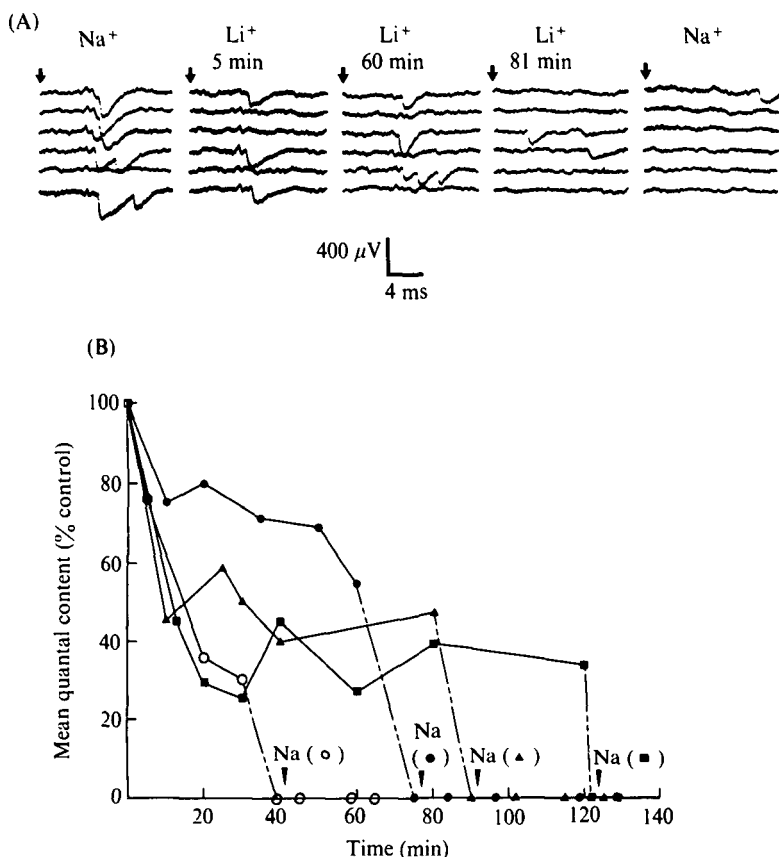 (A)
Na⁺ Li⁺ Li⁺ Li⁺ Na⁺
5 min 60 min 81 min
400 μV
4 ms
(B)
Mean quantal content (% control)
100
80
60
40
20
0
Na (○) Na (●) Na (▲) Na (■)
20 40 60 80 100 120 140
Time (min)